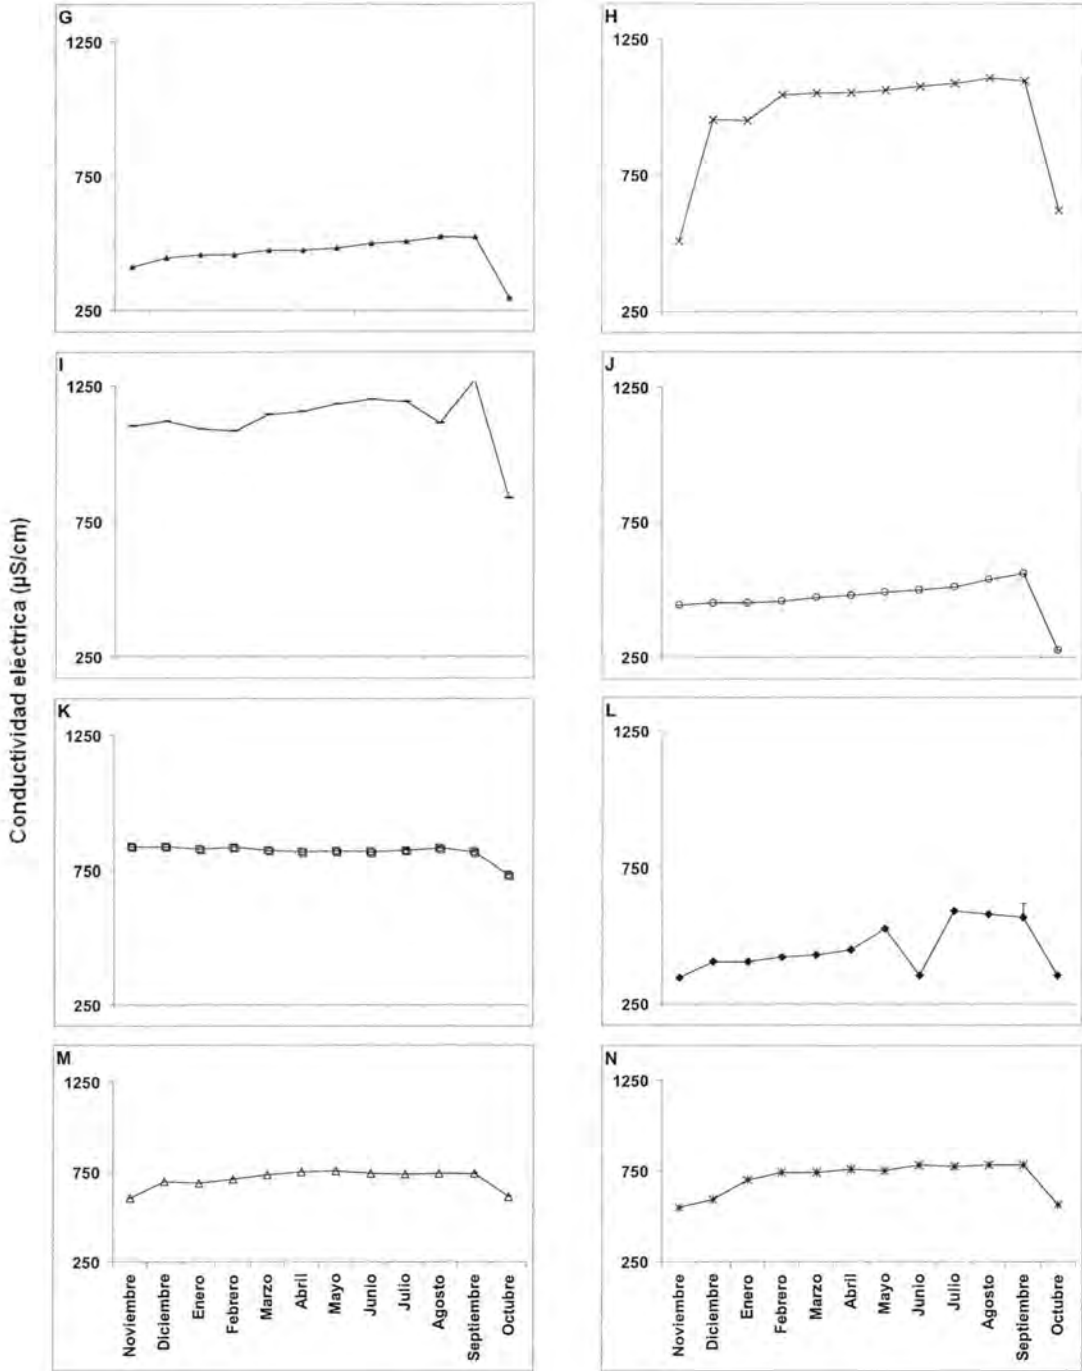 Conductividad eléctrica (µS/cm)
G
1250
750
250
H
1250
750
250
I
1250
750
250
J
1250
750
250
K
1250
750
250
L
1250
750
250
M
1250
750
250
Noviembre
Diciembre
Enero
Febrero
Marzo
Abril
Mayo
Junio
Julio
Agosto
Septiembre
Octubre
N
1250
750
250
Noviembre
Diciembre
Enero
Febrero
Marzo
Abril
Mayo
Junio
Julio
Agosto
Septiembre
Octubre